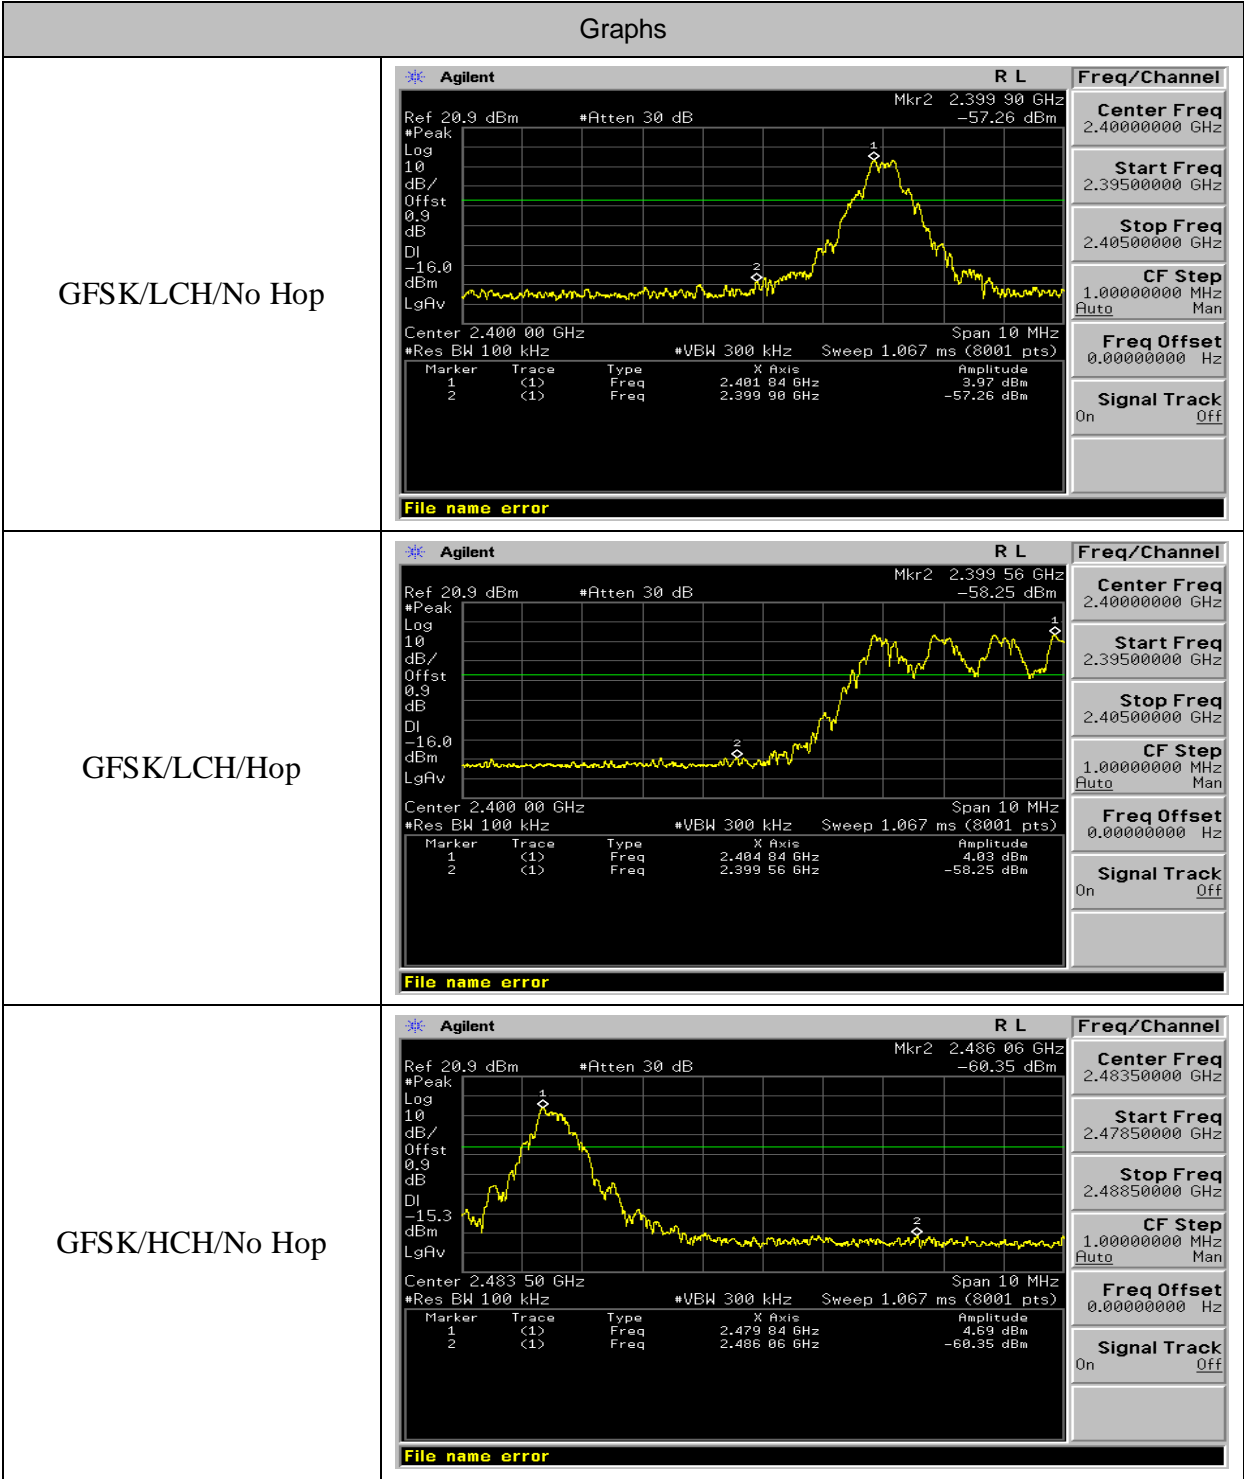 Graphs
GFSK/LCH/No Hop
Agilent R L Freq/Channel
Mkr2 2.399 90 GHz
Ref 20.9 dBm #Atten 30 dB -57.26 dBm
#Peak
Log
10
dB/
Offst
0.9
dB
DI
-16.0
dBm
LgAv
1
2
Center 2.400 00 GHz Span 10 MHz
#Res BW 100 kHz #VBW 300 kHz Sweep 1.067 ms (8001 pts)
Marker Trace Type X Axis Amplitude
1 (1) Freq 2.401 84 GHz 3.97 dBm
2 (1) Freq 2.399 90 GHz -57.26 dBm
File name error
Center Freq
2.40000000 GHz
Start Freq
2.39500000 GHz
Stop Freq
2.40500000 GHz
CF Step
1.00000000 MHz
Auto Man
Freq Offset
0.00000000 Hz
Signal Track
On Off
GFSK/LCH/Hop
Agilent R L Freq/Channel
Mkr2 2.399 56 GHz
Ref 20.9 dBm #Atten 30 dB -58.25 dBm
#Peak
Log
10
dB/
Offst
0.9
dB
DI
-16.0
dBm
LgAv
1
2
Center 2.400 00 GHz Span 10 MHz
#Res BW 100 kHz #VBW 300 kHz Sweep 1.067 ms (8001 pts)
Marker Trace Type X Axis Amplitude
1 (1) Freq 2.404 84 GHz 4.03 dBm
2 (1) Freq 2.399 56 GHz -58.25 dBm
File name error
Center Freq
2.40000000 GHz
Start Freq
2.39500000 GHz
Stop Freq
2.40500000 GHz
CF Step
1.00000000 MHz
Auto Man
Freq Offset
0.00000000 Hz
Signal Track
On Off
GFSK/HCH/No Hop
Agilent R L Freq/Channel
Mkr2 2.486 06 GHz
Ref 20.9 dBm #Atten 30 dB -60.35 dBm
#Peak
Log
10
dB/
Offst
0.9
dB
DI
-15.3
dBm
LgAv
1
2
Center 2.483 50 GHz Span 10 MHz
#Res BW 100 kHz #VBW 300 kHz Sweep 1.067 ms (8001 pts)
Marker Trace Type X Axis Amplitude
1 (1) Freq 2.479 84 GHz 4.69 dBm
2 (1) Freq 2.486 06 GHz -60.35 dBm
File name error
Center Freq
2.48350000 GHz
Start Freq
2.47850000 GHz
Stop Freq
2.48850000 GHz
CF Step
1.00000000 MHz
Auto Man
Freq Offset
0.00000000 Hz
Signal Track
On Off